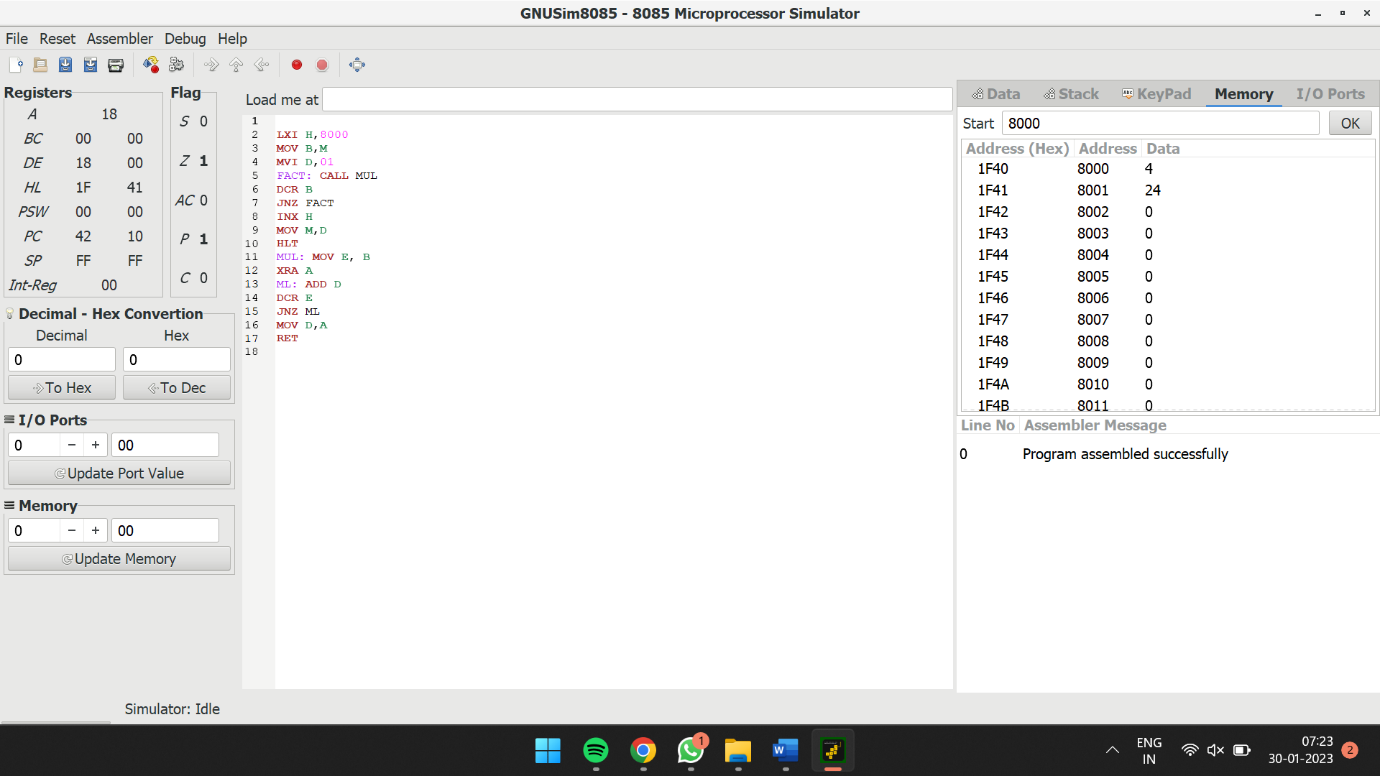 GNUSim8085 - 8085 Microprocessor Simulator
File Reset Assembler Debug Help
Registers
A 18
BC 00 00
DE 18 00
HL 1F 41
PSW 00 00
PC 42 10
SP FF FF
Int-Reg 00
Flag
S 0
Z 1
AC 0
P 1
C 0
Decimal - Hex Convertion
Decimal Hex
0 0
To Hex To Dec
I/O Ports
0 - + 00
Update Port Value
Memory
0 - + 00
Update Memory
Load me at
1
2 LXI H,8000
3 MOV B,M
4 MVI D,01
5 FACT: CALL MUL
6 DCR B
7 JNZ FACT
8 INX H
9 MOV M,D
10 HLT
11 MUL: MOV E, B
12 XRA A
13 ML: ADD D
14 DCR E
15 JNZ ML
16 MOV D,A
17 RET
18
Data Stack KeyPad Memory I/O Ports
Start 8000 OK
Address (Hex) Address Data
1F40 8000 4
1F41 8001 24
1F42 8002 0
1F43 8003 0
1F44 8004 0
1F45 8005 0
1F46 8006 0
1F47 8007 0
1F48 8008 0
1F49 8009 0
1F4A 8010 0
1F4B 8011 0
Line No Assembler Message
0 Program assembled successfully
Simulator: Idle
1
ENG
IN
07:23
30-01-2023
2